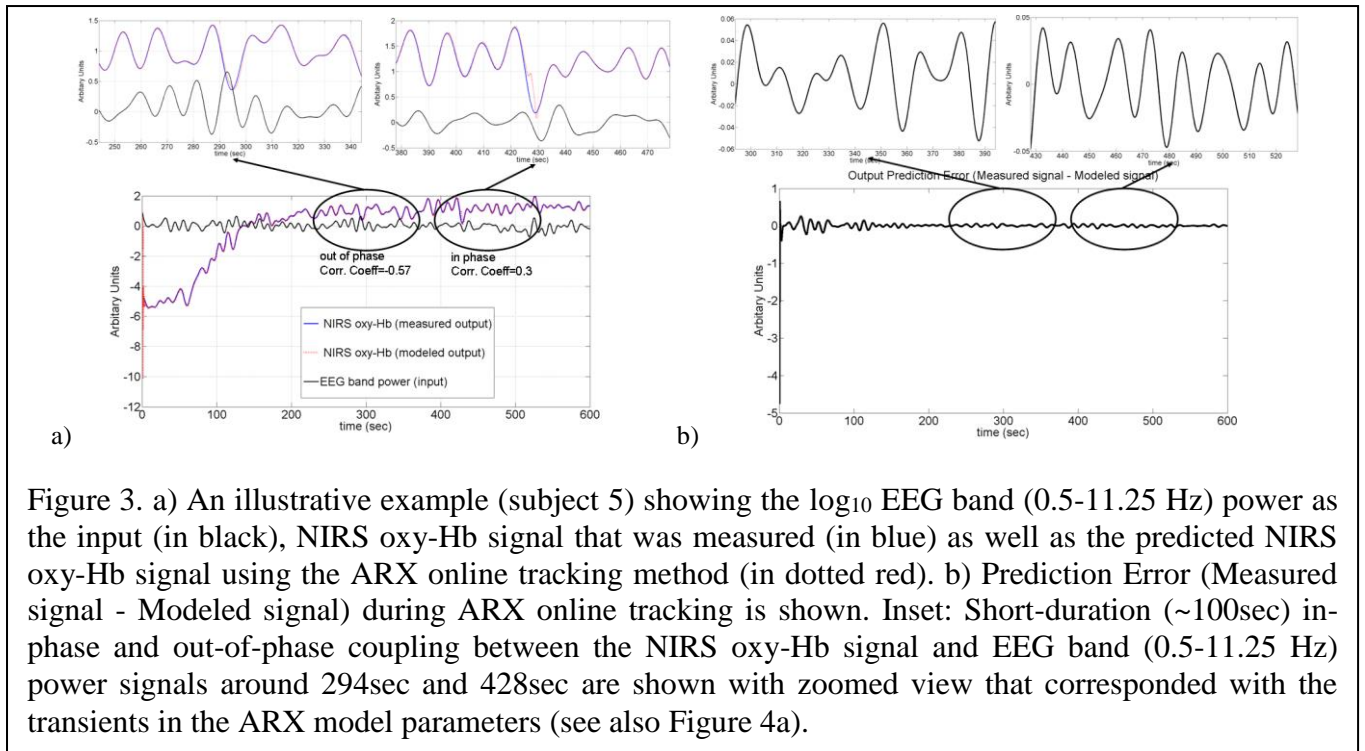 1.5
1
0.5
0
-0.5
Arbitary Units
250 260 270 280 290 300 310 320 330 340
time (sec)
2
1.5
1
0.5
0
-0.5
Arbitary Units
380 390 400 410 420 430 440 450 460 470
time (sec)
2
0
-2
-4
-6
-8
-10
-12
Arbitary Units
out of phase
Corr. Coeff=-0.57
in phase
Corr. Coeff=0.3
NIRS oxy-Hb (measured output)
NIRS oxy-Hb (modeled output)
EEG band power (input)
0 100 200 300 400 500 600
time (sec)
a)
0.06
0.04
0.02
0
-0.02
-0.04
-0.06
Arbitary Units
300 310 320 330 340 350 360 370 380 390
time (sec)
0.05
0
-0.05
Arbitary Units
430 440 450 460 470 480 490 500 510 520
time (sec)
Output Prediction Error (Measured signal - Modeled signal)
1
0
-1
-2
-3
-4
-5
Arbitary Units
0 100 200 300 400 500 600
time (sec)
b)
Figure 3. a) An illustrative example (subject 5) showing the log10 EEG band (0.5-11.25 Hz) power as
the input (in black), NIRS oxy-Hb signal that was measured (in blue) as well as the predicted NIRS
oxy-Hb signal using the ARX online tracking method (in dotted red). b) Prediction Error (Measured
signal - Modeled signal) during ARX online tracking is shown. Inset: Short-duration (~100sec) in-
phase and out-of-phase coupling between the NIRS oxy-Hb signal and EEG band (0.5-11.25 Hz)
power signals around 294sec and 428sec are shown with zoomed view that corresponded with the
transients in the ARX model parameters (see also Figure 4a).